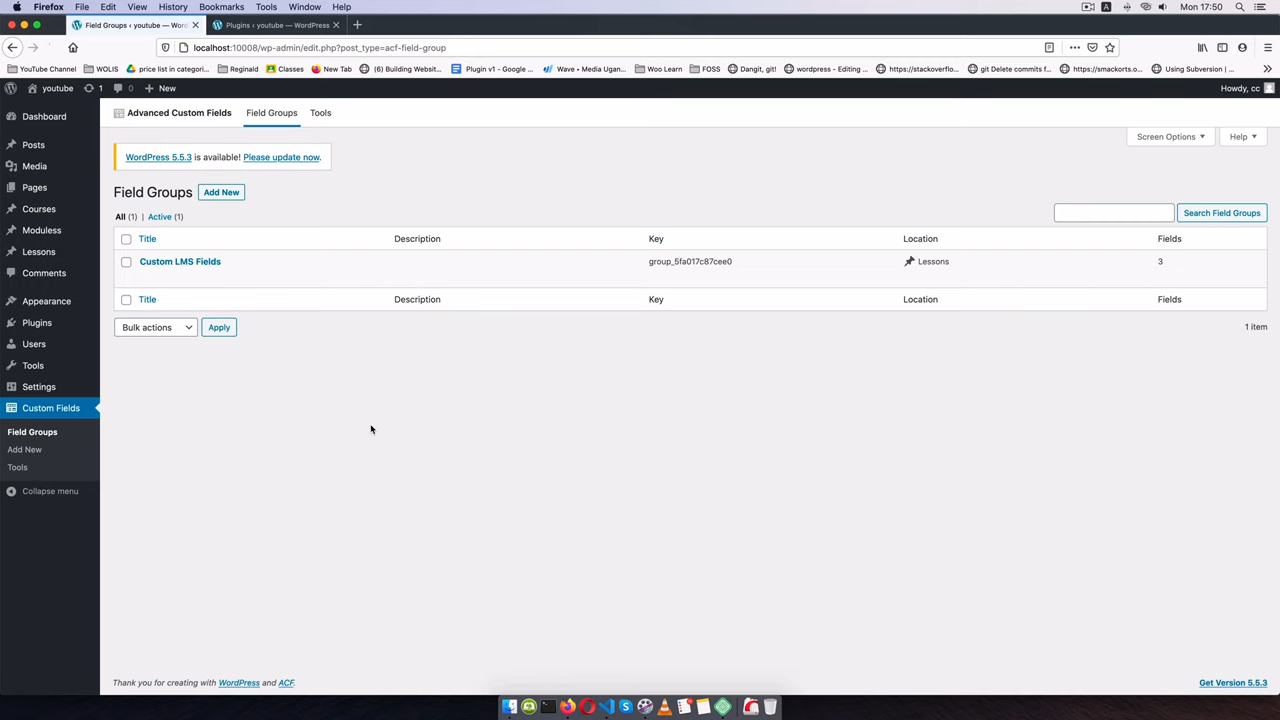 Firefox File Edit View History Bookmarks Tools Window Help Mon 17:50
Field Groups ‹ youtube — Word Plugins ‹ youtube — WordPress
localhost:10008/wp-admin/edit.php?post_type=acf-field-group
YouTube Channel WOLIS price list in categori... Reginald Classes New Tab (6) Building Websit... Plugin v1 - Google ... Wave • Media Ugan... Woo Learn FOSS Dangit, git! wordpress - Editing ... https://stackoverflo... git Delete commits f... https://smackorts.o... Using Subversion |...
youtube 1 0 New Howdy, cc
Advanced Custom Fields Field Groups Tools
Screen Options Help
WordPress 5.5.3 is available! Please update now.
Field Groups Add New
All (1) | Active (1) Search Field Groups
Title Description Key Location Fields
Custom LMS Fields group_5fa017c87cee0 Lessons 3
Title Description Key Location Fields
Bulk actions Apply 1 item
Dashboard
Posts
Media
Pages
Courses
Moduless
Lessons
Comments
Appearance
Plugins
Users
Tools
Settings
Custom Fields
Field Groups
Add New
Tools
Collapse menu
Thank you for creating with WordPress and ACF. Get Version 5.5.3